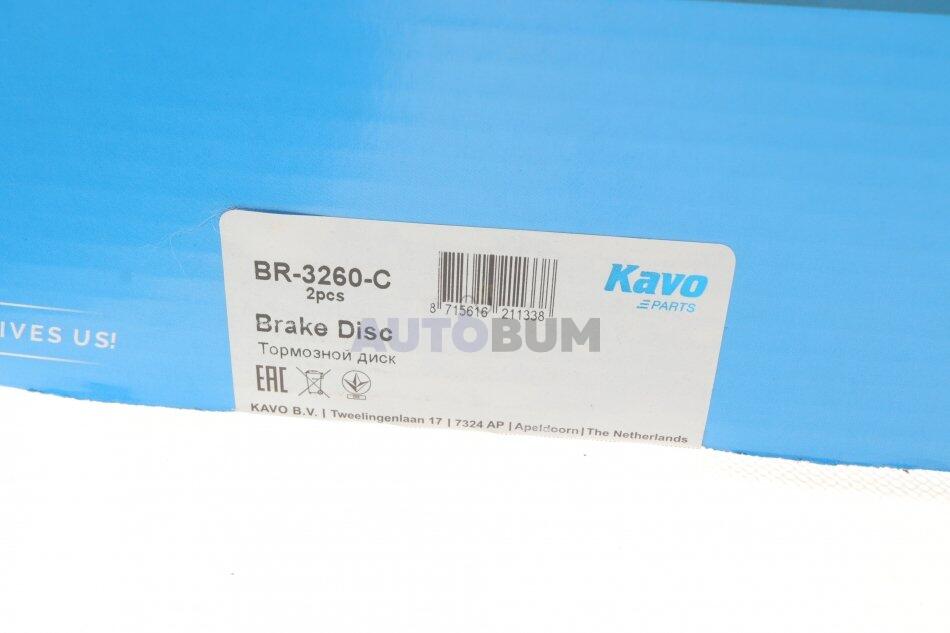 BR-3260-C
2pcs
8 715616 211338
Kavo
PARTS
Brake Disc
AUTOBUM
Тормозной диск
IVES US!
EAC
KAVO B.V. | Tweelingenlaan 17 | 7324 AP | Apeldoorn | The Netherlands